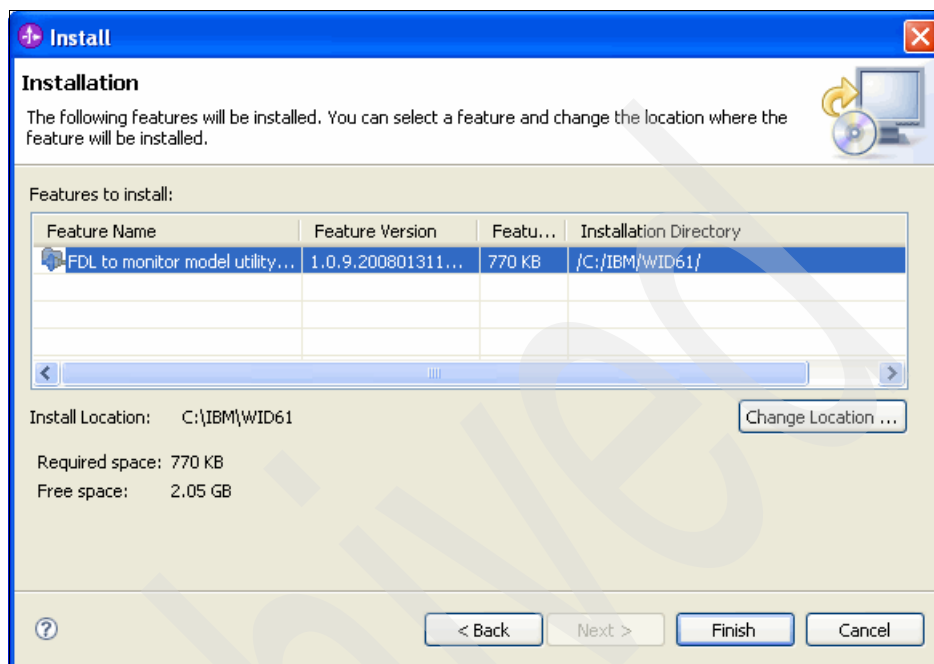 Install
Installation
The following features will be installed. You can select a feature and change the location where the
feature will be installed.
Features to install:
Feature Name Feature Version Featu... Installation Directory
FDL to monitor model utility... 1.0.9.200801311... 770 KB /C:/IBM/WID61/
Install Location: C:\IBM\WID61
Change Location ...
Required space: 770 KB
Free space: 2.05 GB
? < Back Next > Finish Cancel